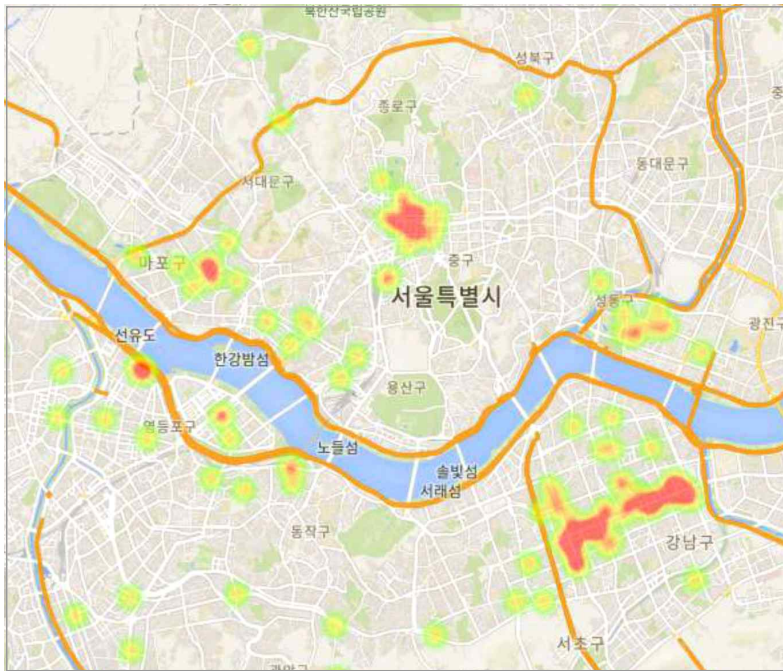 북한산국립공원
성북구
종로구
동대문구
서대문구
마포구
중구
서울특별시
성동구
광진구
선유도
한강밤섬
용산구
영등포구
노들섬
솔빛섬
서래섬
동작구
강남구
서초구
관악구